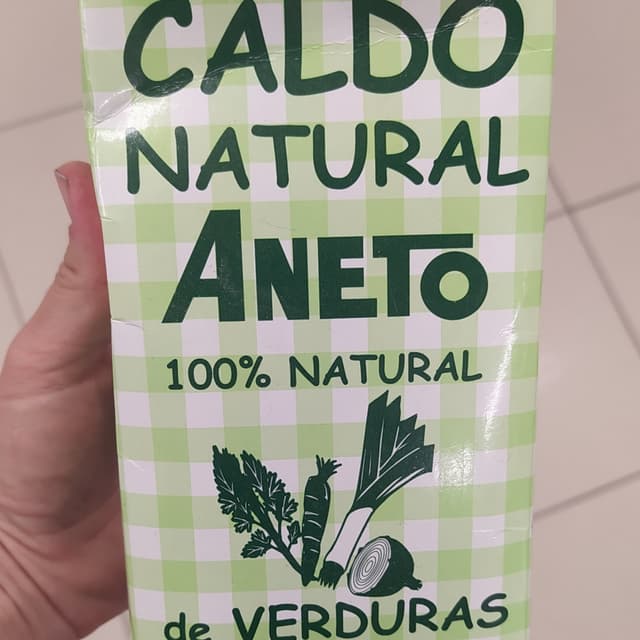 CALDO
NATURAL
ANETO
100% NATURAL
de VERDURAS